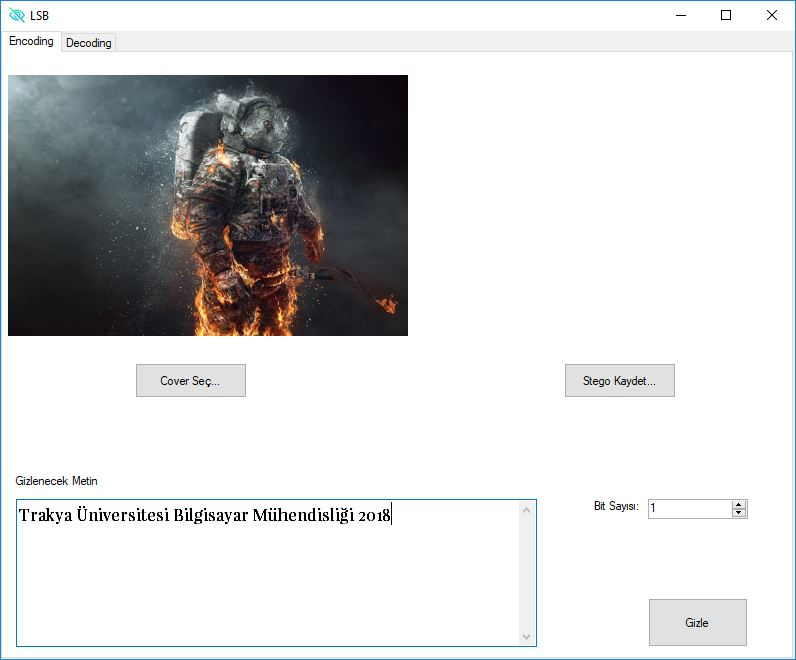 LSB
Encoding
Decoding
Cover Seç...
Stego Kaydet...
Gizlenecek Metin
Trakya Üniversitesi Bilgisayar Mühendisliği 2018
Bit Sayısı:
1
Gizle